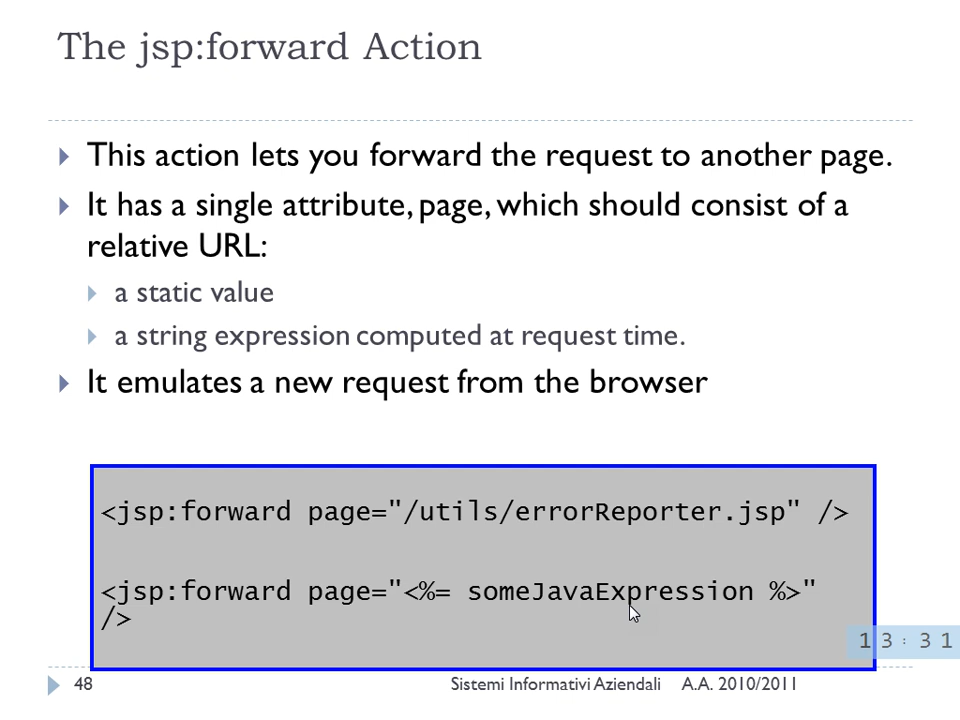 The jsp:forward Action
This action lets you forward the request to another page.
It has a single attribute, page, which should consist of a
relative URL:
a static value
a string expression computed at request time.
It emulates a new request from the browser
<jsp:forward page="/utils/errorReporter.jsp" />
<jsp:forward page="<%= someJavaExpression %>"
/>
13:31
48 Sistemi Informativi Aziendali A.A. 2010/2011